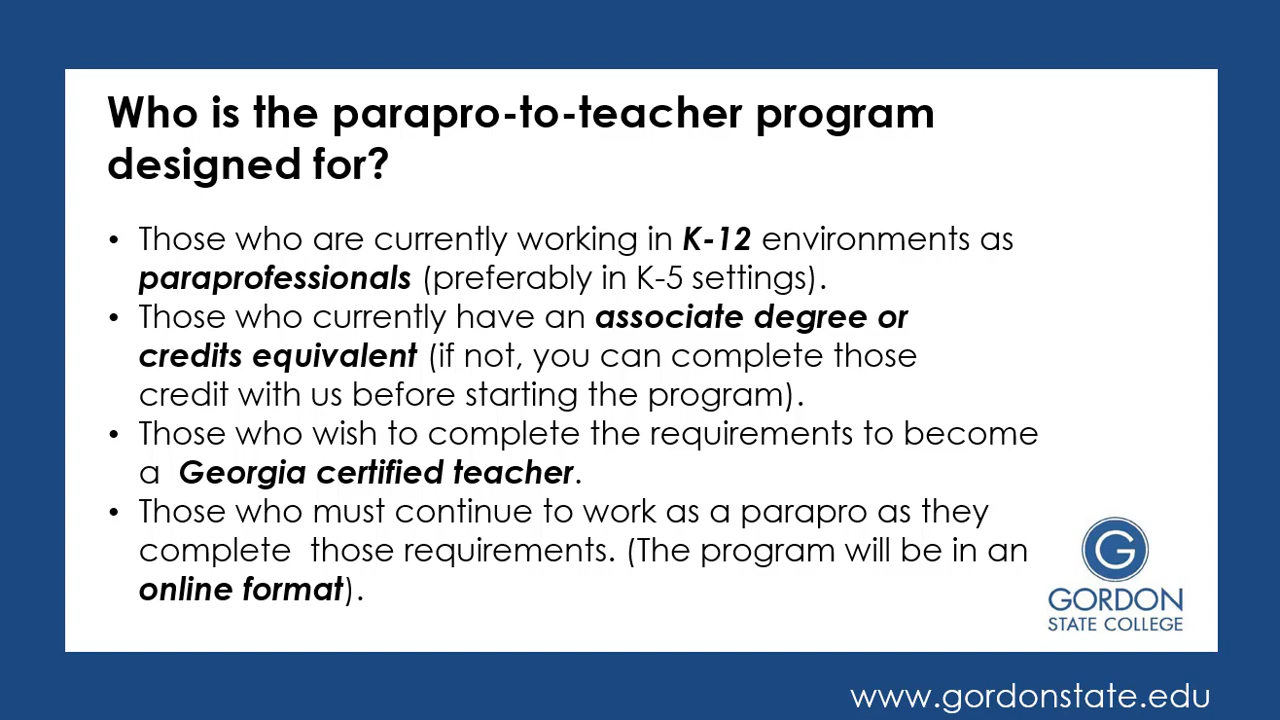 Who is the parapro-to-teacher program
designed for?
• Those who are currently working in K-12 environments as
paraprofessionals (preferably in K-5 settings).
• Those who currently have an associate degree or
credits equivalent (if not, you can complete those
credit with us before starting the program).
• Those who wish to complete the requirements to become
a  Georgia certified teacher.
• Those who must continue to work as a parapro as they
complete  those requirements. (The program will be in an
online format).
G
GORDON
STATE COLLEGE
www.gordonstate.edu